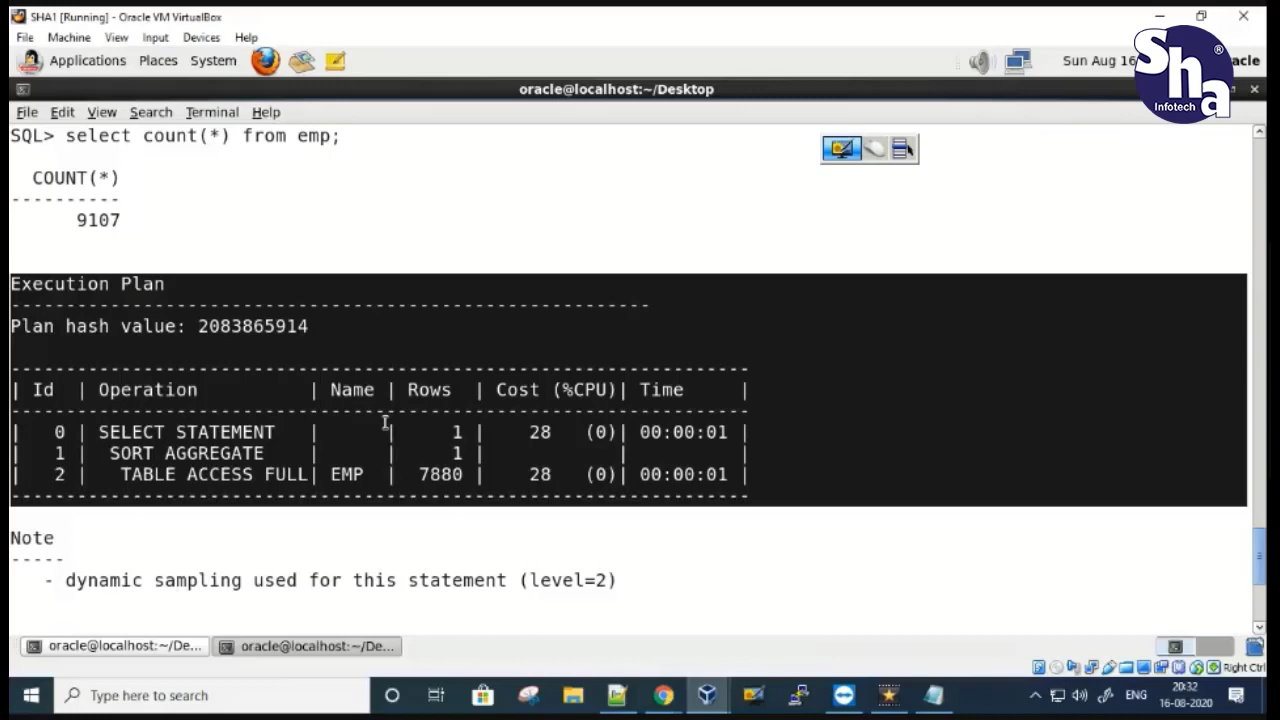 SHA1 [Running] - Oracle VM VirtualBox
File Machine View Input Devices Help
Applications Places System
Sun Aug 16
acle
Sha ®
Infotech
oracle@localhost:~/Desktop
File Edit View Search Terminal Help
SQL> select count(*) from emp;
COUNT(*)
----------
9107
Execution Plan
----------------------------------------------------------
Plan hash value: 2083865914
-------------------------------------------------------------------
| Id | Operation | Name | Rows | Cost (%CPU)| Time |
-------------------------------------------------------------------
| 0 | SELECT STATEMENT | | 1 | 28 (0)| 00:00:01 |
| 1 | SORT AGGREGATE | | 1 | | |
| 2 | TABLE ACCESS FULL| EMP | 7880 | 28 (0)| 00:00:01 |
-------------------------------------------------------------------
Note
-----
- dynamic sampling used for this statement (level=2)
oracle@localhost:~/De... oracle@localhost:~/De...
Right Ctrl
Type here to search
ENG
20:32
16-08-2020